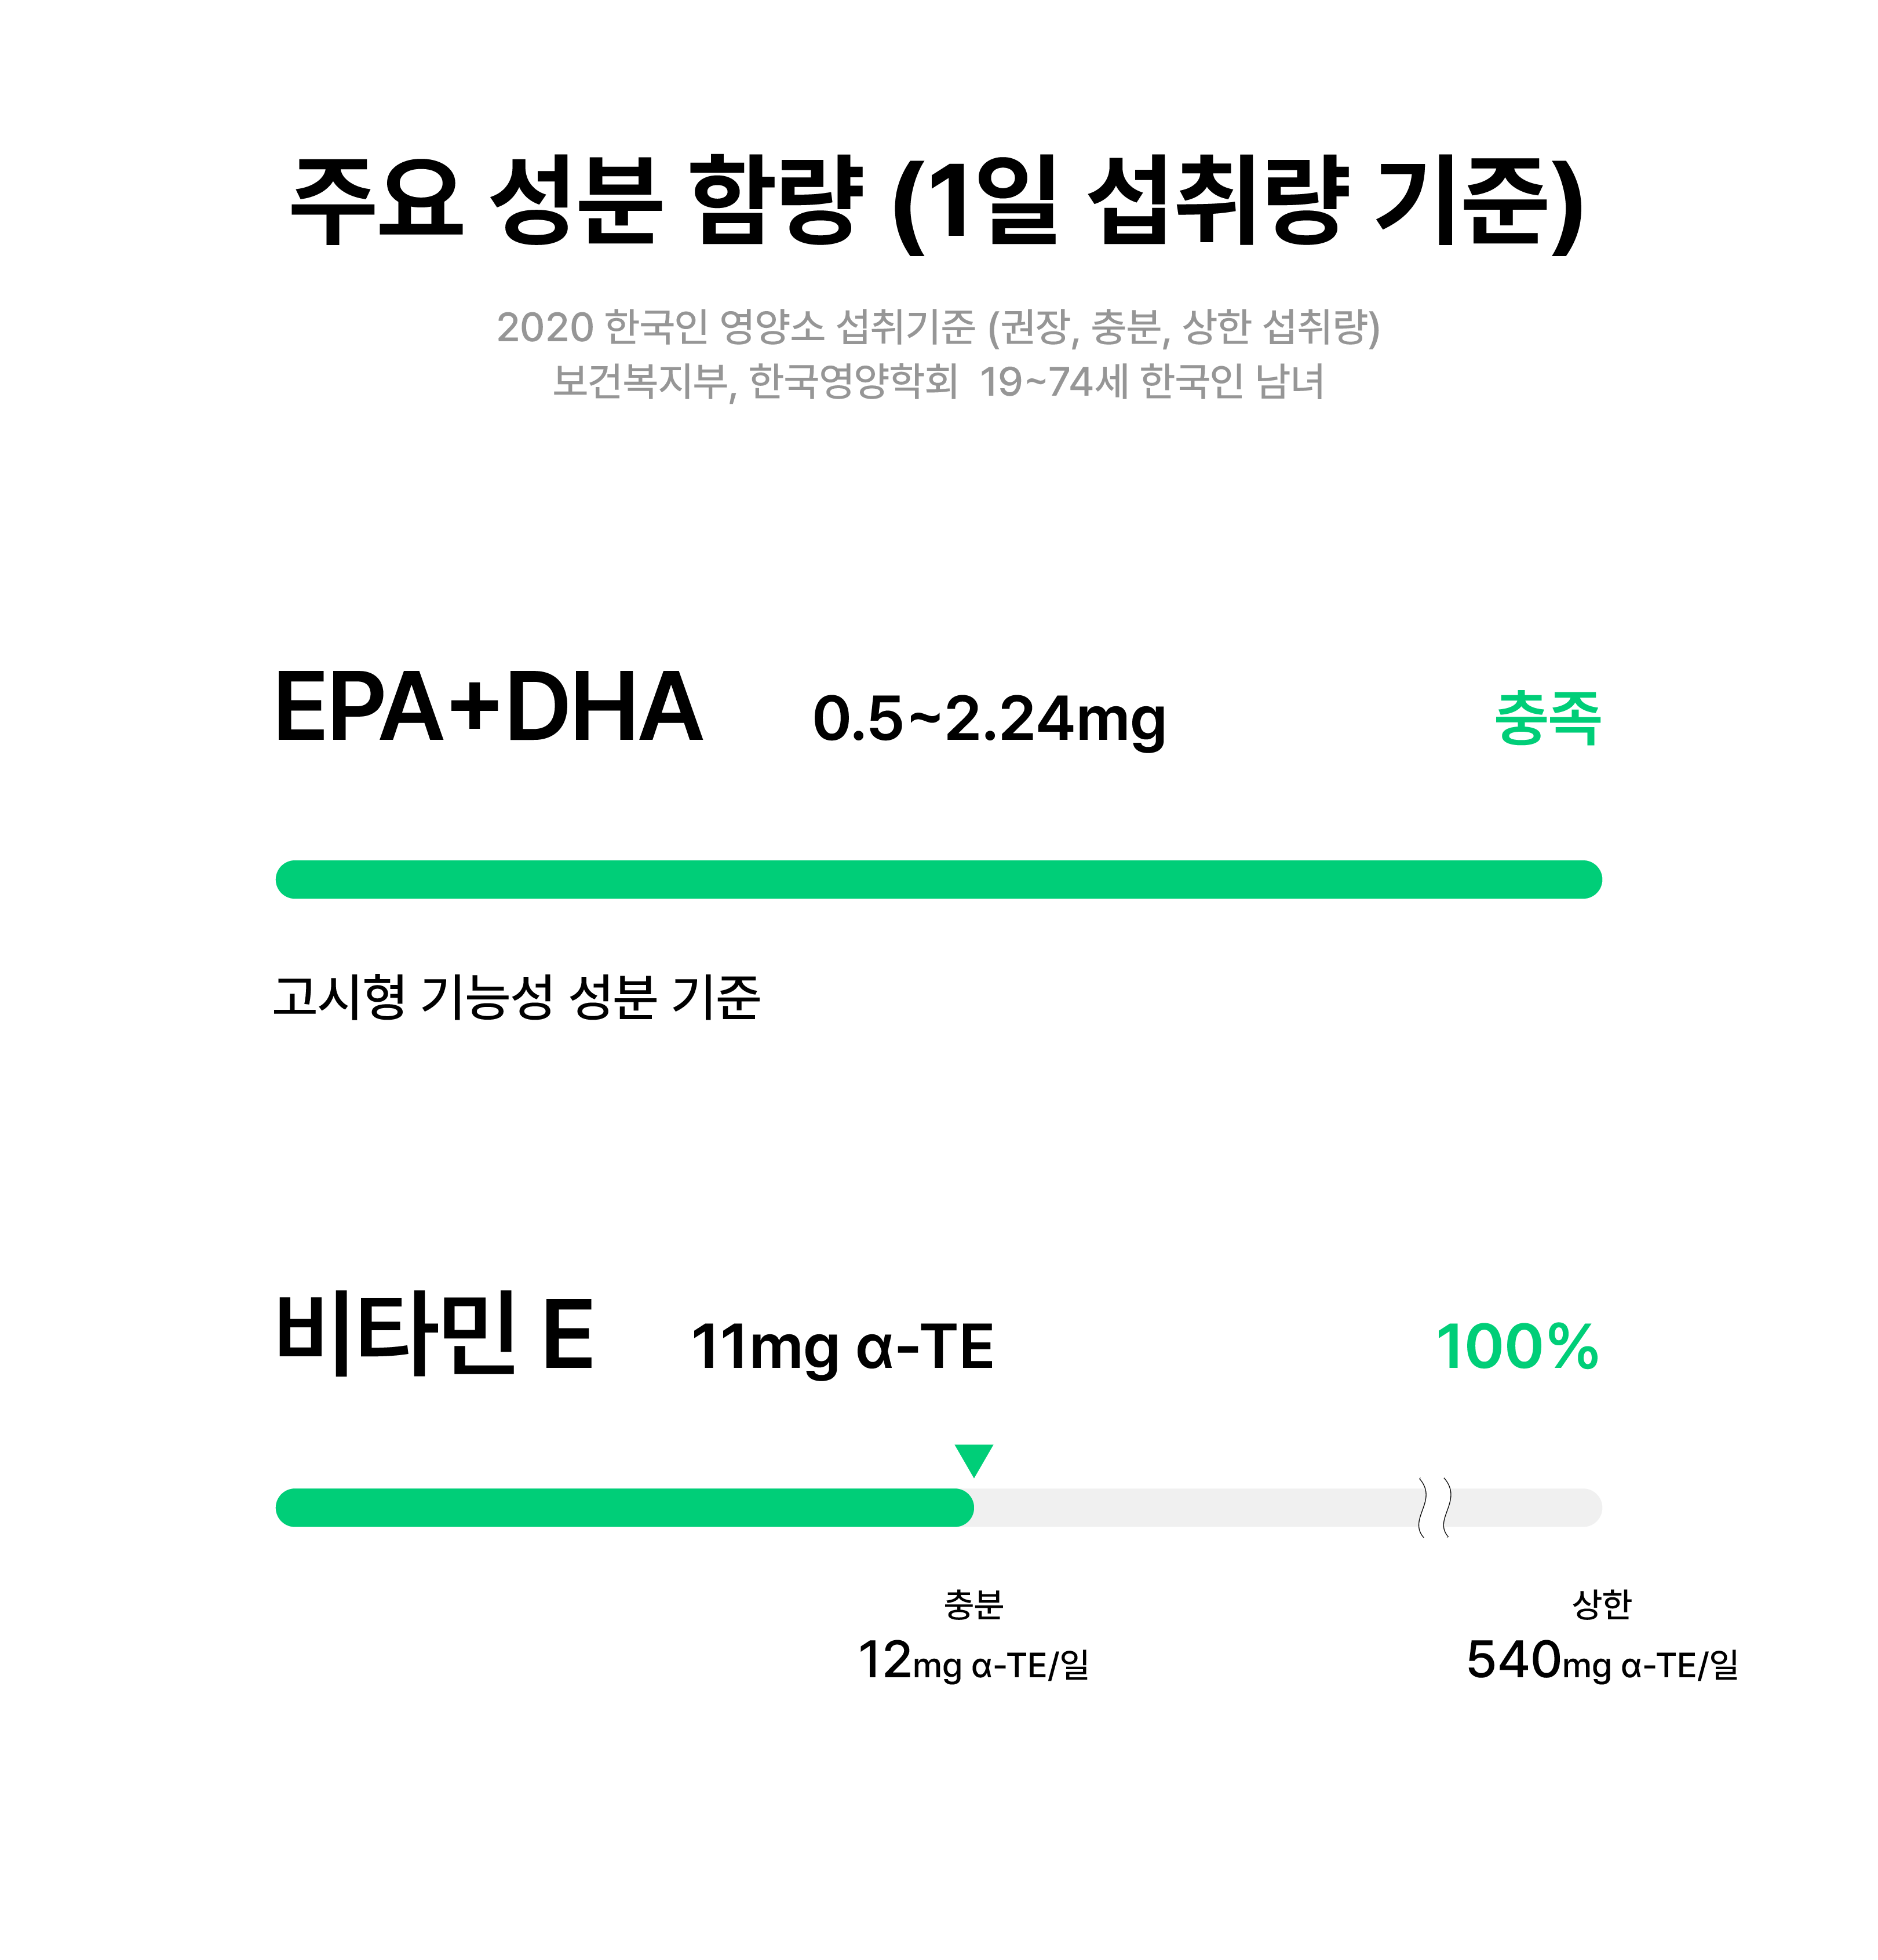 주요 성분 함량 (1일 섭취량 기준)
2020 한국인 영양소 섭취기준 (권장, 충분, 상한 섭취량)
보건복지부, 한국영양학회 19~74세 한국인 남녀
EPA+DHA 0.5~2.24mg 충족
고시형 기능성 성분 기준
비타민 E 11mg α-TE 100%
충분 상한
12mg α-TE/일 540mg α-TE/일